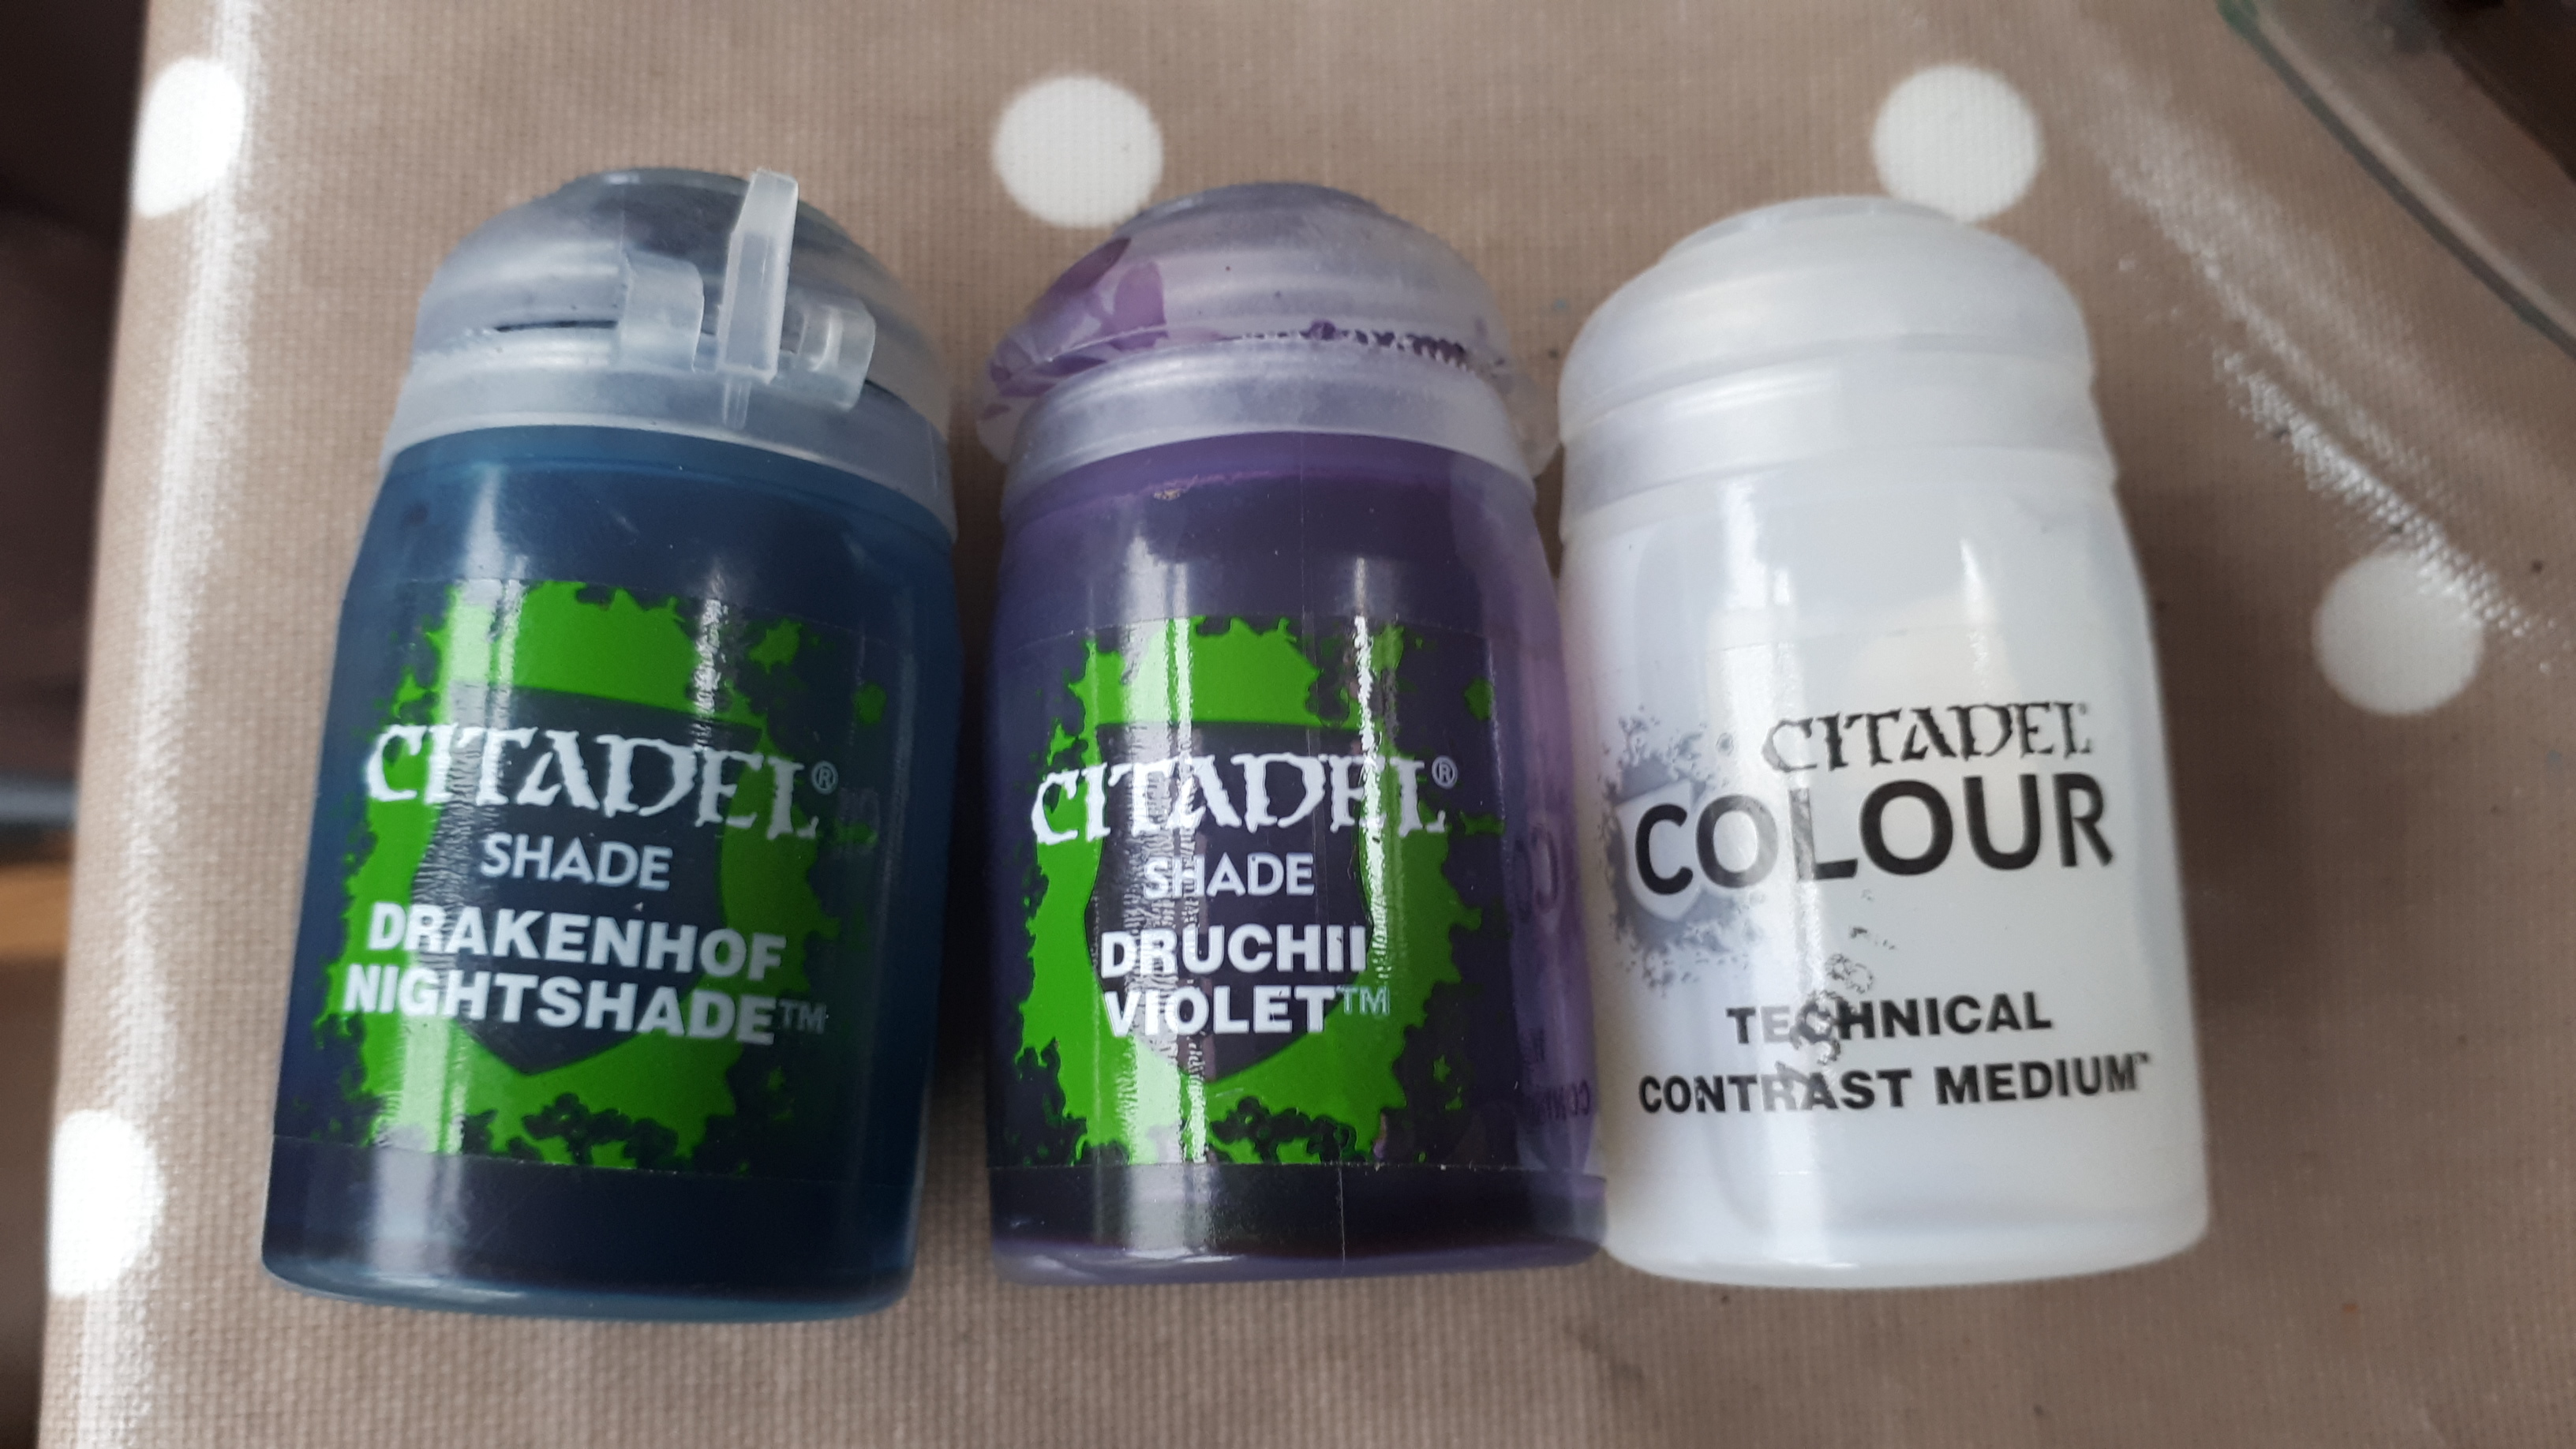 CITADEL®
SHADE
DRAKENHOF
NIGHTSHADE™
CITADEL®
SHADE
DRUCHII
VIOLET™
CITADEL®
COLOUR
TECHNICAL
CONTRAST MEDIUM™